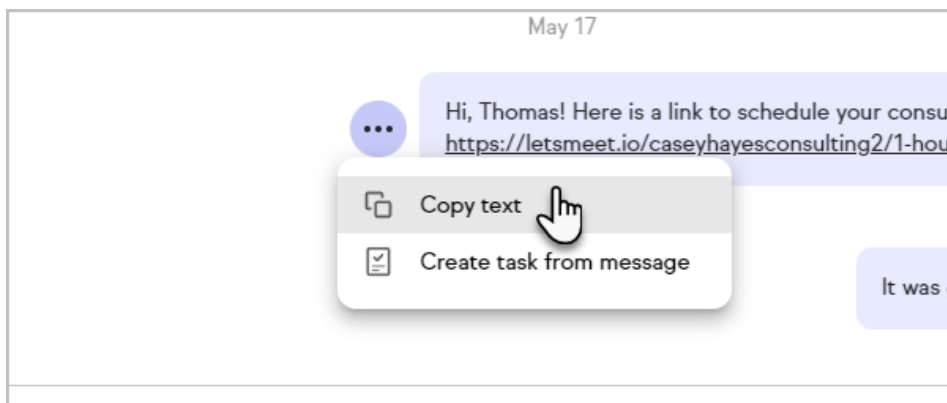 May 17
Hi, Thomas! Here is a link to schedule your
https://letsmeet.io/caseyhayesconsulting2/1-hou
Copy text
Create task from message
It was